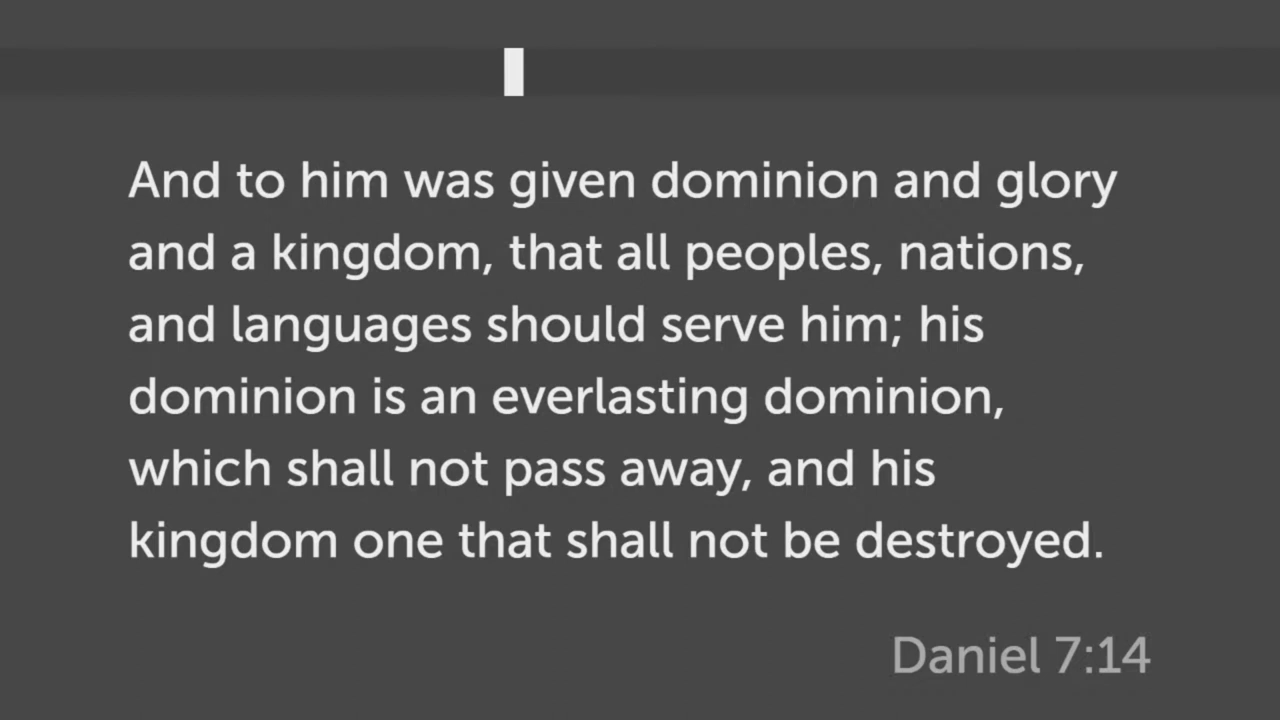 And to him was given dominion and glory
and a kingdom, that all peoples, nations,
and languages should serve him; his
dominion is an everlasting dominion,
which shall not pass away, and his
kingdom one that shall not be destroyed.
Daniel 7:14